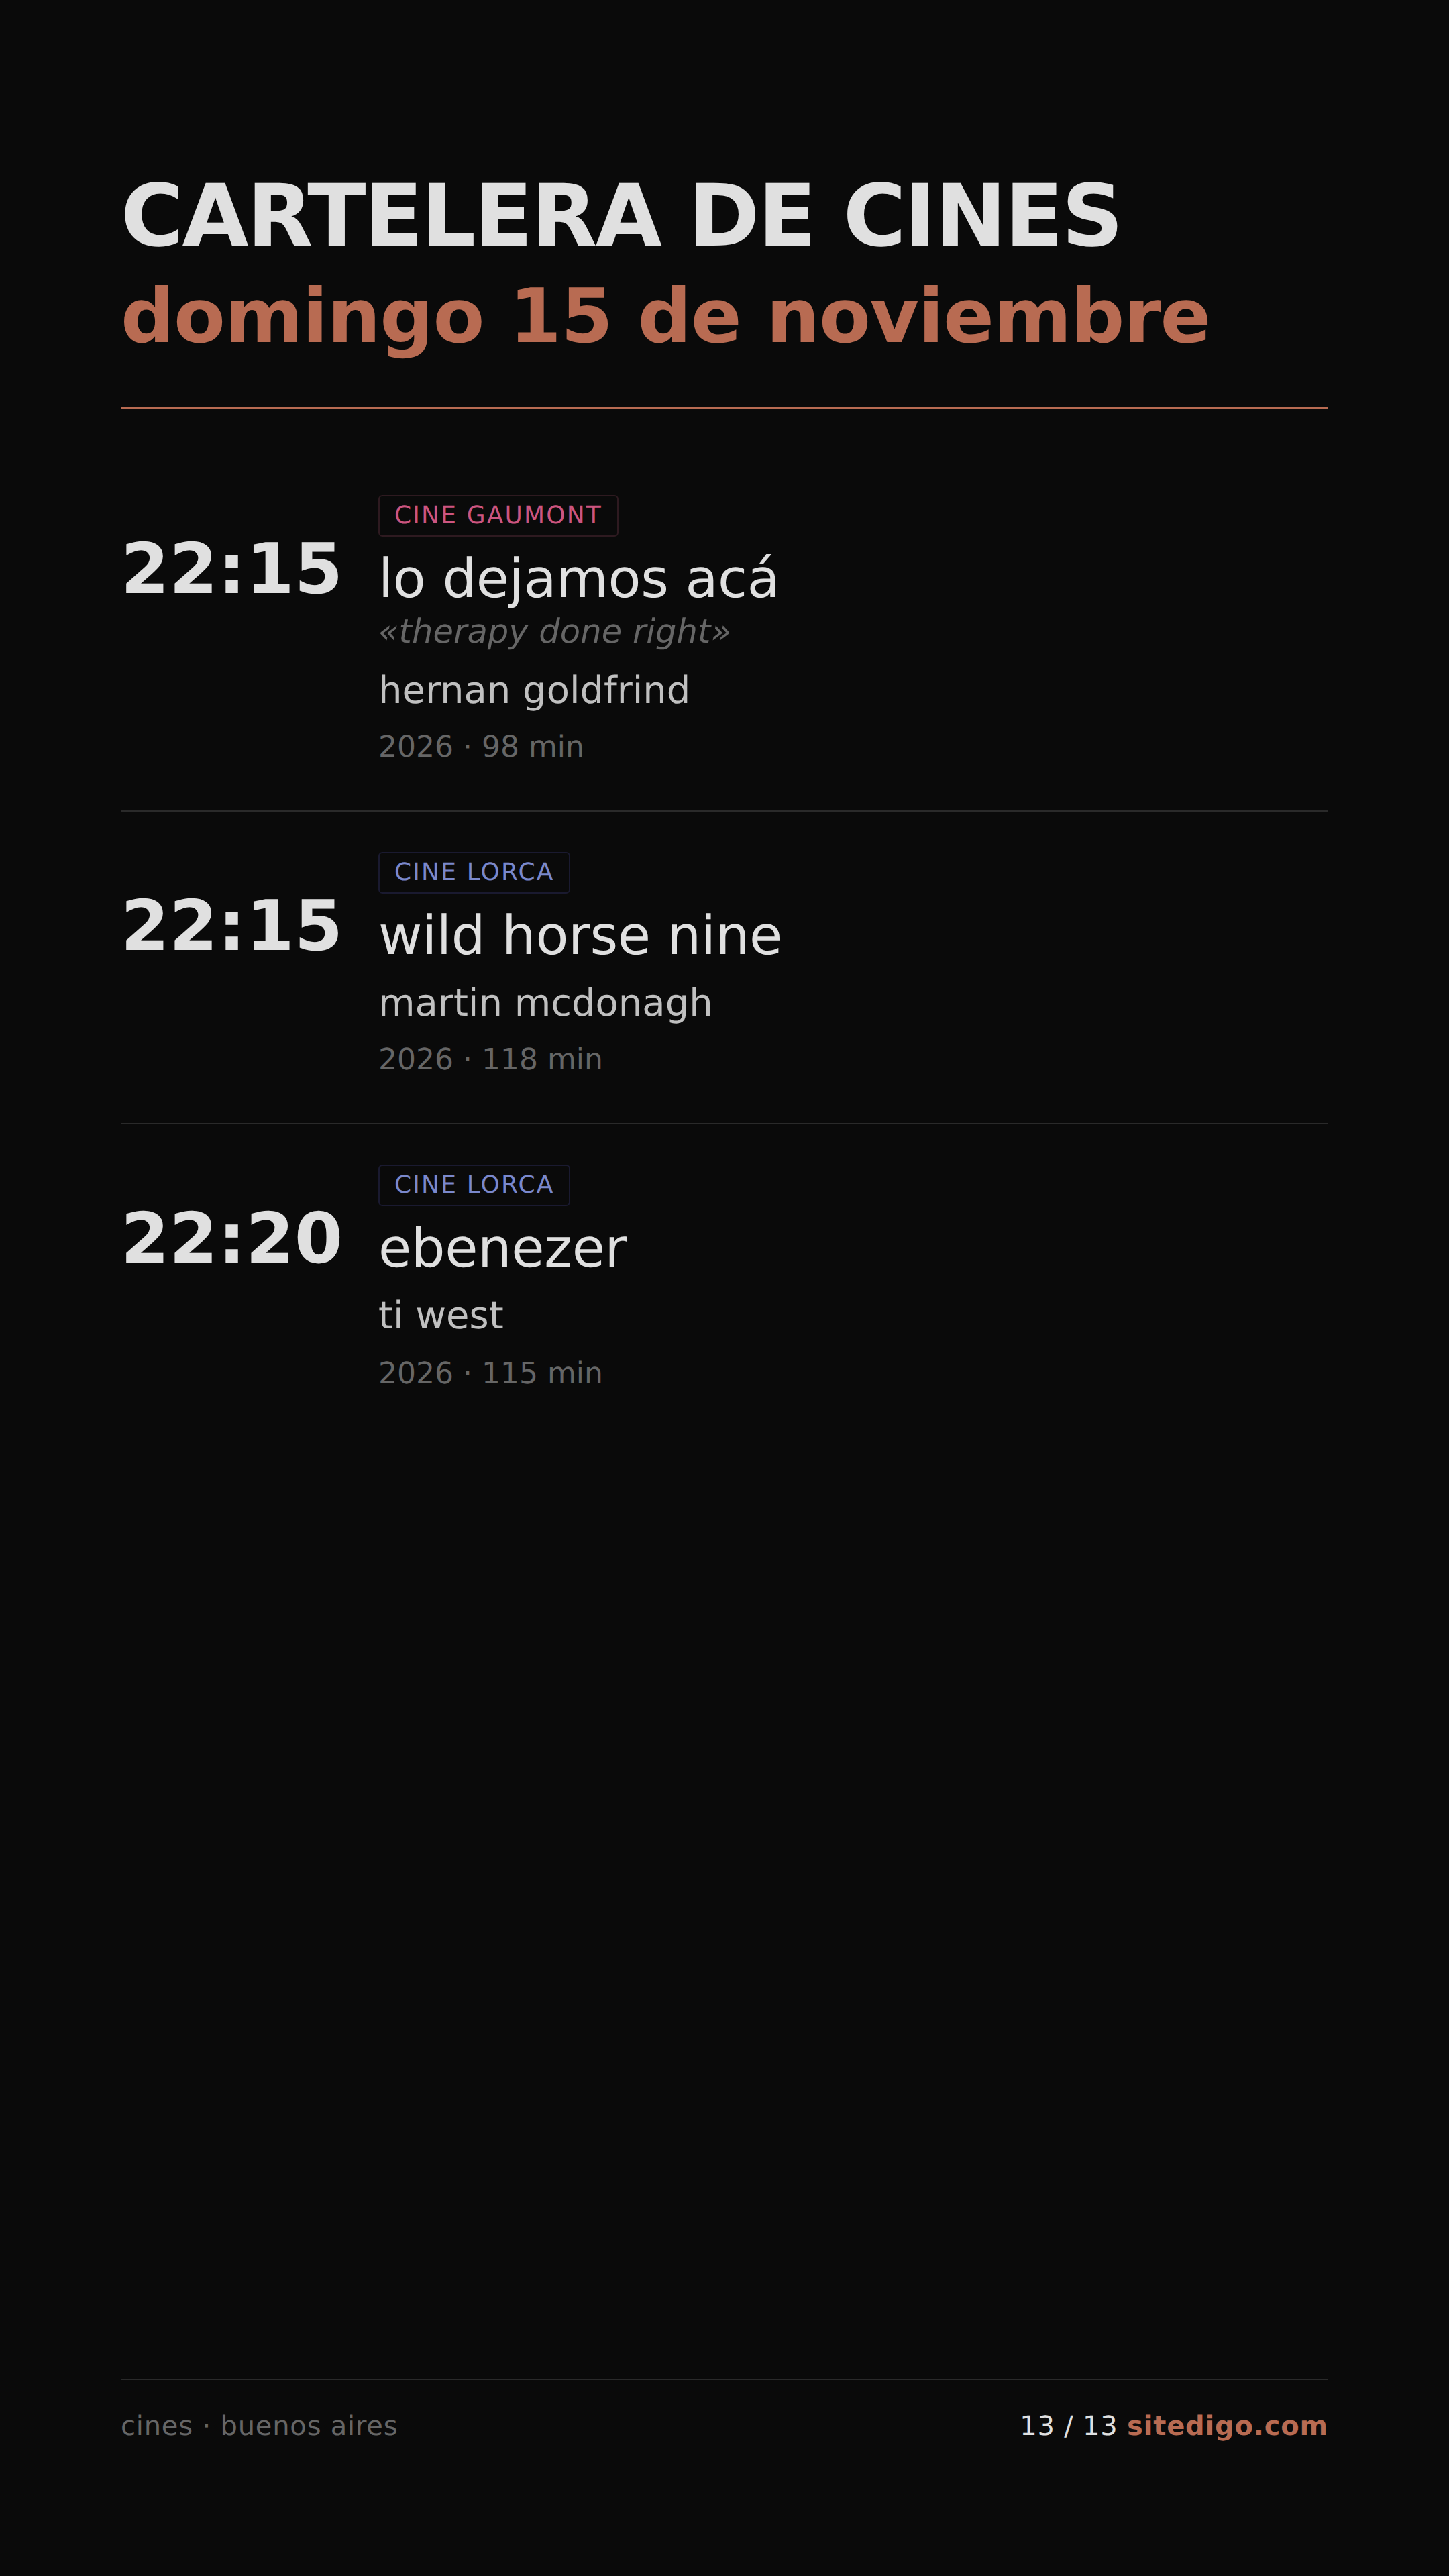 CARTELERA DE CINES
domingo 15 de noviembre
CINE GAUMONT
22:15
lo dejamos acá
«therapy done right»
hernan goldfrind
2026 · 98 min
CINE LORCA
22:15
wild horse nine
martin mcdonagh
2026 · 118 min
CINE LORCA
22:20
ebenezer
ti west
2026 · 115 min
cines · buenos aires
13 / 13 sitedigo.com